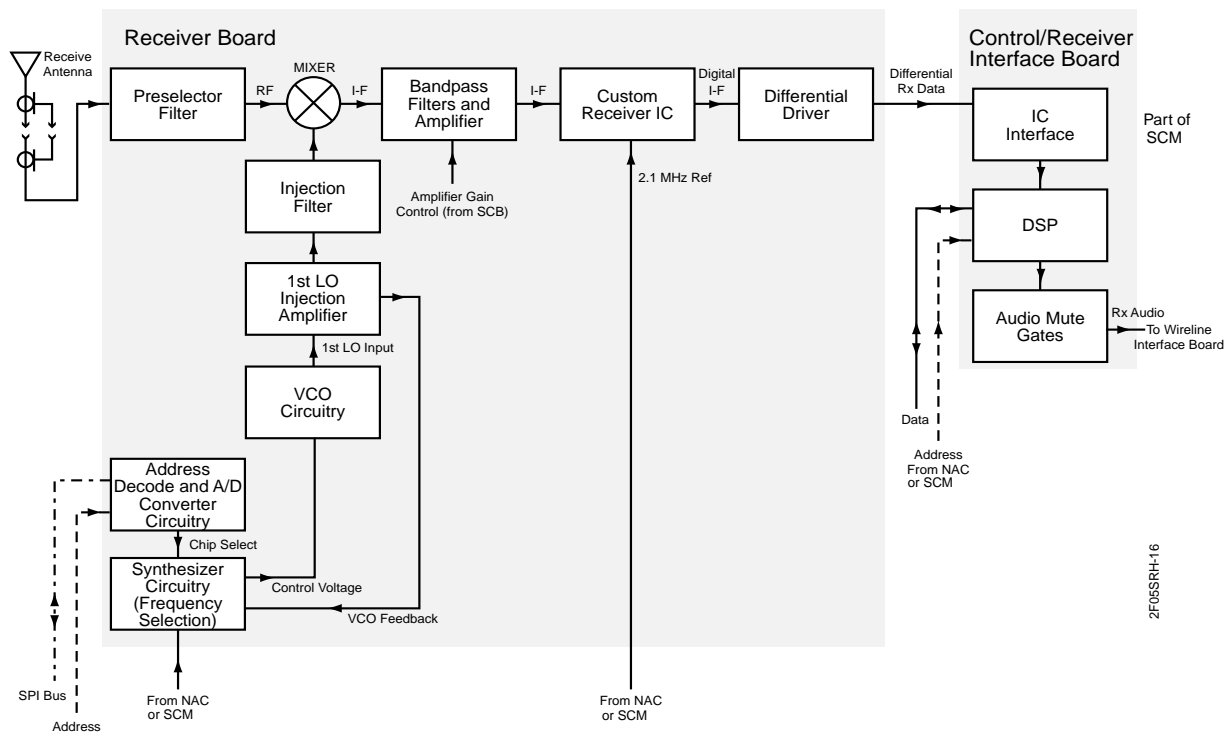 Receiver Board
Control/Receiver
Interface Board
Receive
Antenna
Preselector
Filter
RF
MIXER
I-F
Bandpass
Filters and
Amplifier
I-F
Custom
Receiver IC
Digital
I-F
Differential
Driver
Differential
Rx Data
IC
Interface
Part of
SCM
Injection
Filter
Amplifier Gain
Control (from SCB)
2.1 MHz Ref
DSP
1st LO
Injection
Amplifier
Audio Mute
Gates
Rx Audio
To Wireline
Interface Board
1st LO Input
VCO
Circuitry
Data
Address
From NAC
or SCM
Address
Decode and A/D
Converter
Circuitry
Chip Select
Synthesizer
Circuitry
(Frequency
Selection)
Control Voltage
VCO Feedback
SPI Bus
Address
From NAC
or SCM
From NAC
or SCM
2F05SRH-16